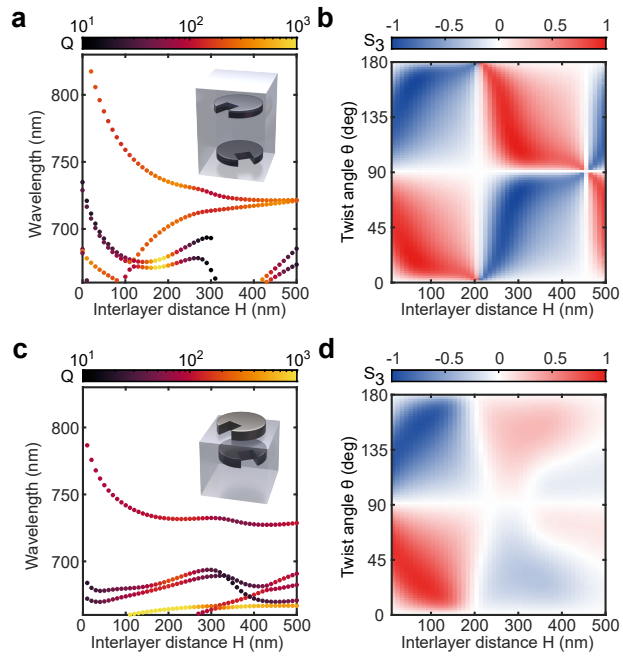 a
Q 10¹ 10² 10³
Wavelength (nm)
800
750
700
0 100 200 300 400 500
Interlayer distance H (nm)
b
S₃ -1 -0.5 0 0.5 1
Twist angle θ (deg)
180
135
90
45
0
100 200 300 400 500
Interlayer distance H (nm)
c
Q 10¹ 10² 10³
Wavelength (nm)
800
750
700
0 100 200 300 400 500
Interlayer distance H (nm)
d
S₃ -1 -0.5 0 0.5 1
Twist angle θ (deg)
180
135
90
45
0
100 200 300 400 500
Interlayer distance H (nm)